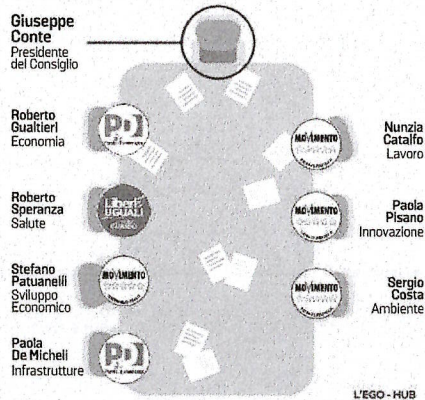 Giuseppe
Conte
Presidente
del Consiglio
Roberto
Gualtieri
Economia
PD
Roberto
Speranza
Salute
Liberi
UGUALI
Stefano
Patuanelli
Sviluppo
Economico
MOVIMENTO
Paola
De Micheli
Infrastrutture
PD
MOVIMENTO
Nunzia
Catalfo
Lavoro
MOVIMENTO
Paola
Pisano
Innovazione
MOVIMENTO
Sergio
Costa
Ambiente
L'EGO - HUB